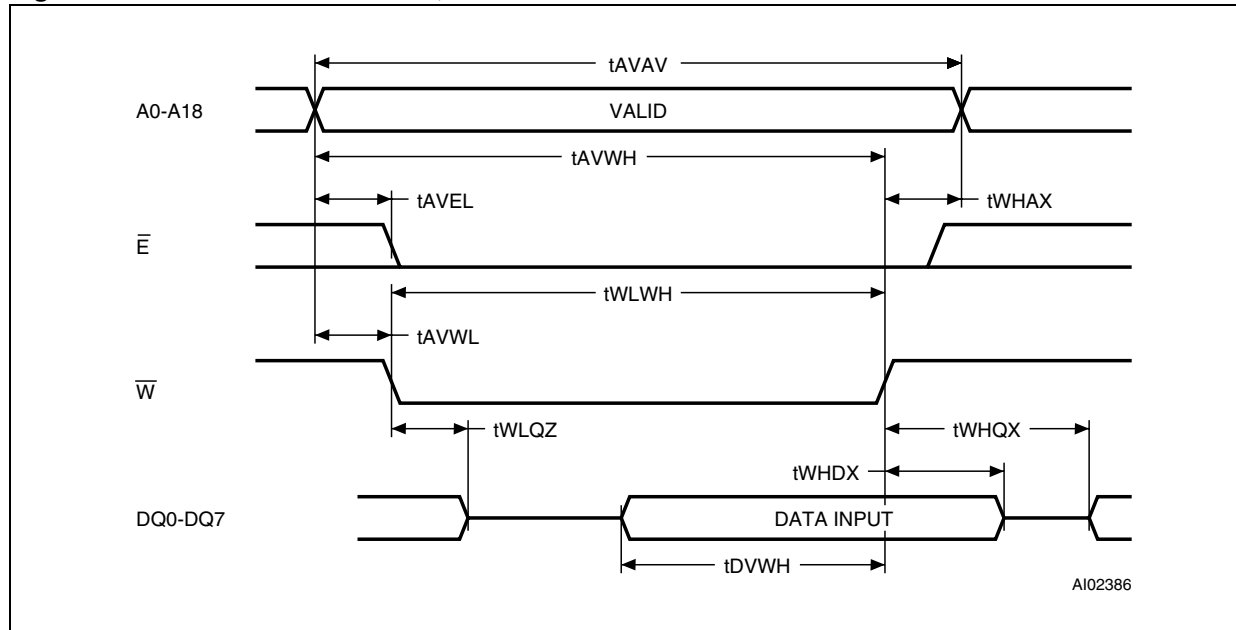 tAVAV
A0-A18
VALID
tAVWH
tAVEL
tWHAX
E̅
tWLWH
tAVWL
W̅
tWLQZ
tWHQX
tWHDX
DQ0-DQ7
DATA INPUT
tDVWH
AI02386